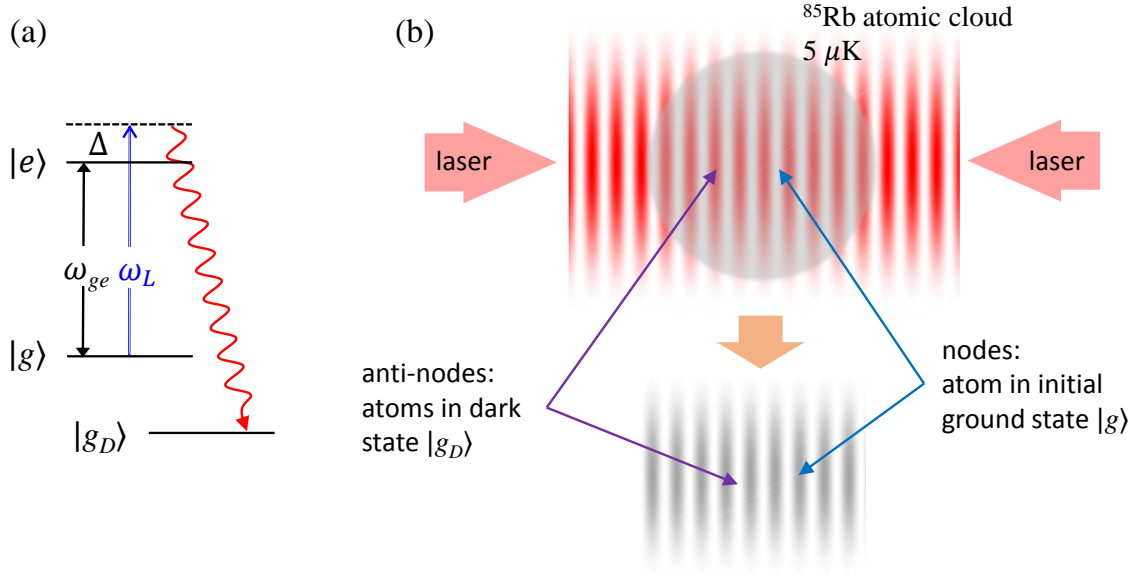 (a)
Δ
|e⟩
ω_ge
ω_L
|g⟩
|g_D⟩
(b)
⁸⁵Rb atomic cloud
5 μK
laser
laser
anti-nodes:
atoms in dark
state |g_D⟩
nodes:
atom in initial
ground state |g⟩